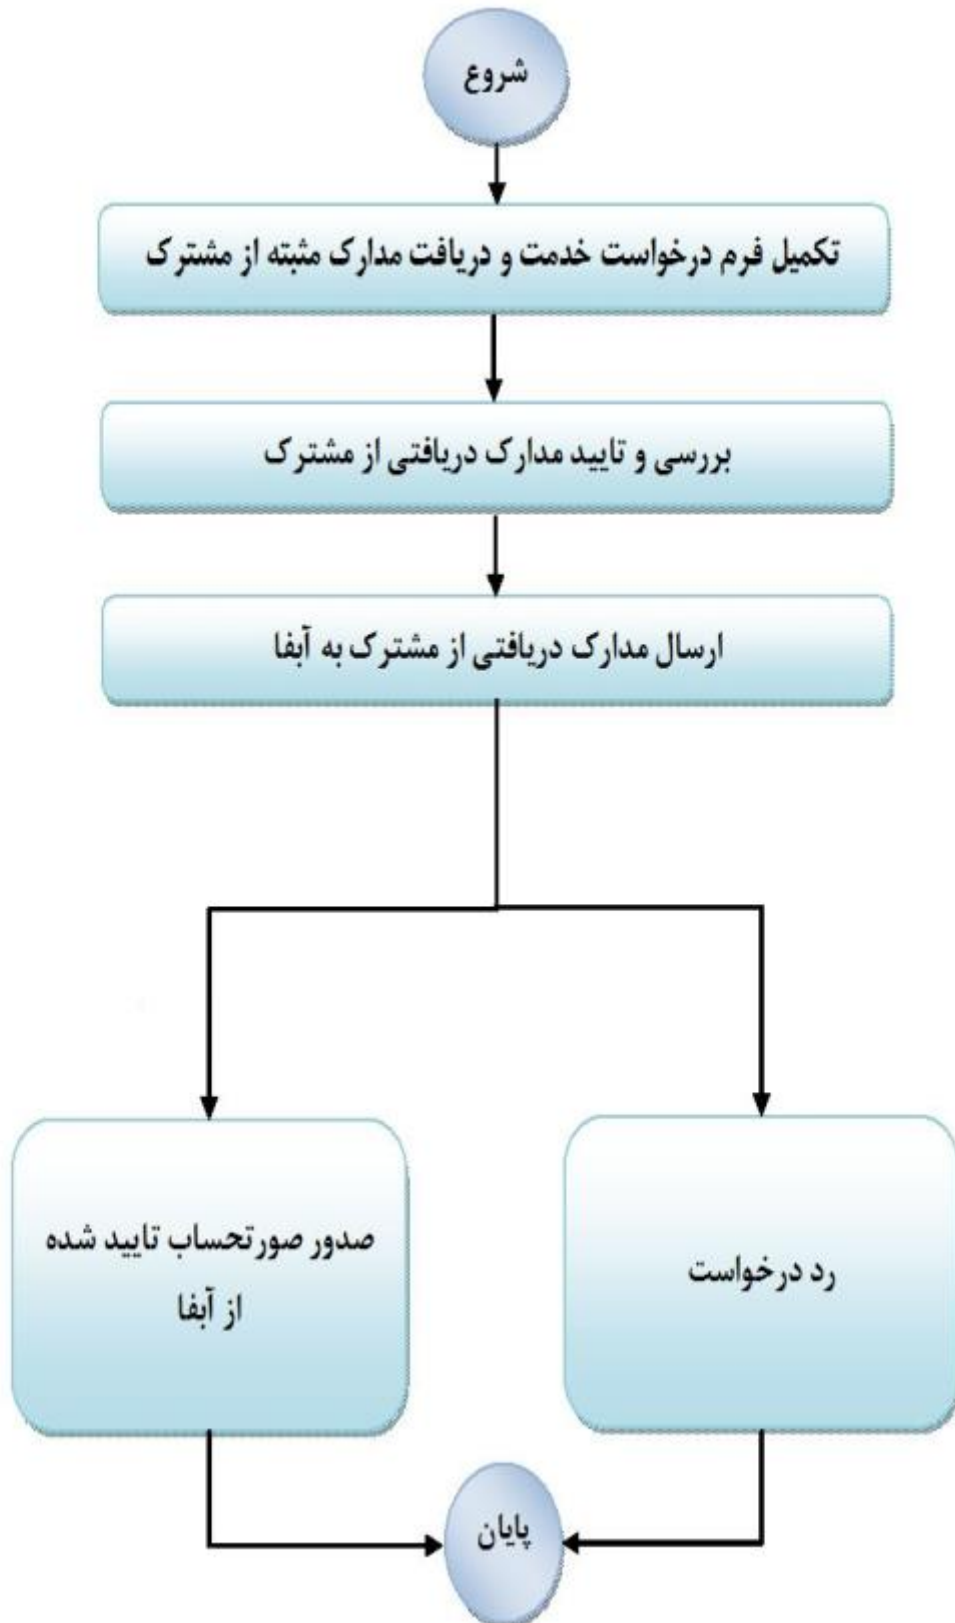 شروع
تکمیل فرم درخواست خدمت و دریافت مدارک مثبته از مشترک
بررسی و تایید مدارک دریافتی از مشترک
ارسال مدارک دریافتی از مشترک به آبفا
رد درخواست
صدور صورتحساب تایید شده
از آبفا
پایان